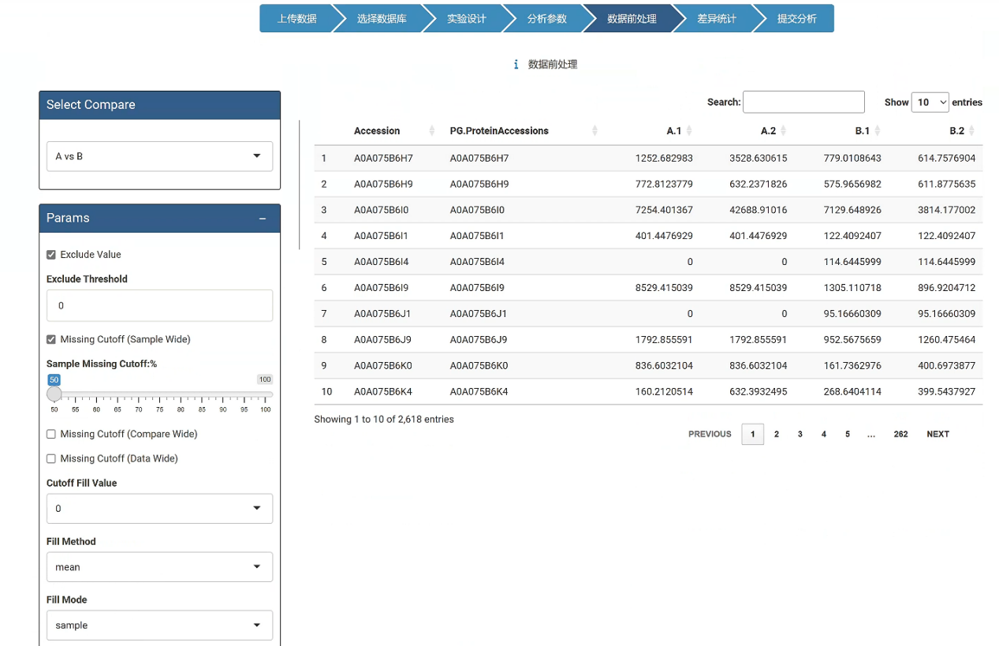 上传数据 选择数据库 实验设计 分析参数 数据前处理 差异统计 提交分析
i 数据前处理
Select Compare
A vs B
Params −
Exclude Value
Exclude Threshold
0
Missing Cutoff (Sample Wide)
Sample Missing Cutoff:%
50 100
50 55 60 65 70 75 80 85 90 95 100
Missing Cutoff (Compare Wide)
Missing Cutoff (Data Wide)
Cutoff Fill Value
0
Fill Method
mean
Fill Mode
sample
Search: Show 10 entries
Accession PG.ProteinAccessions A.1 A.2 B.1 B.2
1 A0A075B6H7 A0A075B6H7 1252.682983 3528.630615 779.0108643 614.7576904
2 A0A075B6H9 A0A075B6H9 772.8123779 632.2371826 575.9656982 611.8775635
3 A0A075B6I0 A0A075B6I0 7254.401367 42688.91016 7129.648926 3814.177002
4 A0A075B6I1 A0A075B6I1 401.4476929 401.4476929 122.4092407 122.4092407
5 A0A075B6I4 A0A075B6I4 0 0 114.6445999 114.6445999
6 A0A075B6I9 A0A075B6I9 8529.415039 8529.415039 1305.110718 896.9204712
7 A0A075B6J1 A0A075B6J1 0 0 95.16660309 95.16660309
8 A0A075B6J9 A0A075B6J9 1792.855591 1792.855591 952.5675659 1260.475464
9 A0A075B6K0 A0A075B6K0 836.6032104 836.6032104 161.7362976 400.6973877
10 A0A075B6K4 A0A075B6K4 160.2120514 632.3932495 268.6404114 399.5437927
Showing 1 to 10 of 2,618 entries
PREVIOUS 1 2 3 4 5 ... 262 NEXT